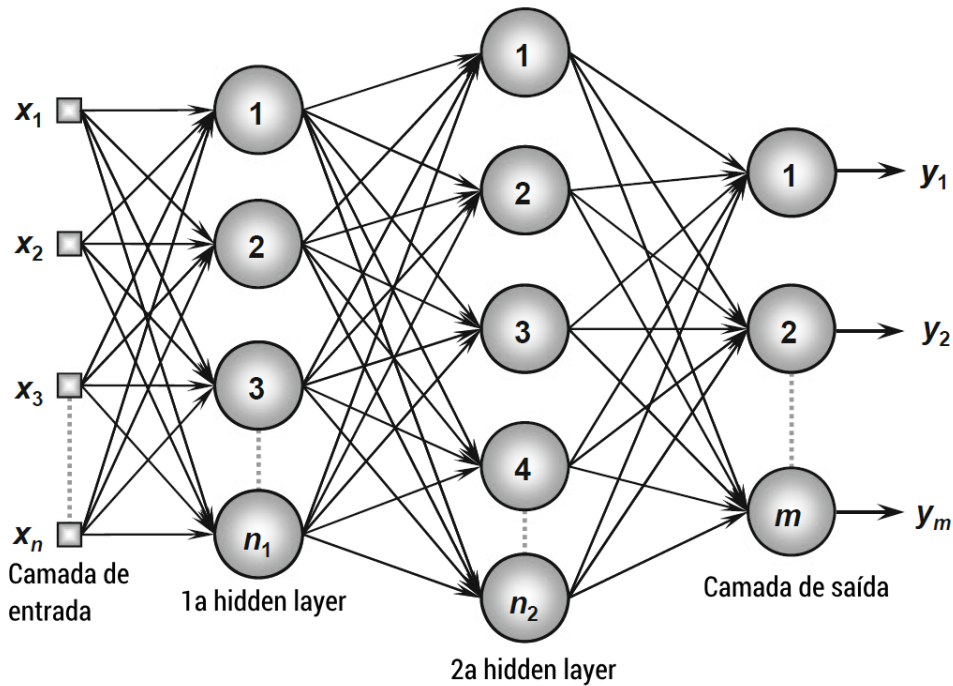 x1
x2
x3
xn
Camada de
entrada
1
2
3
n1
1a hidden layer
1
2
3
4
n2
2a hidden layer
1
2
m
Camada de saída
y1
y2
ym